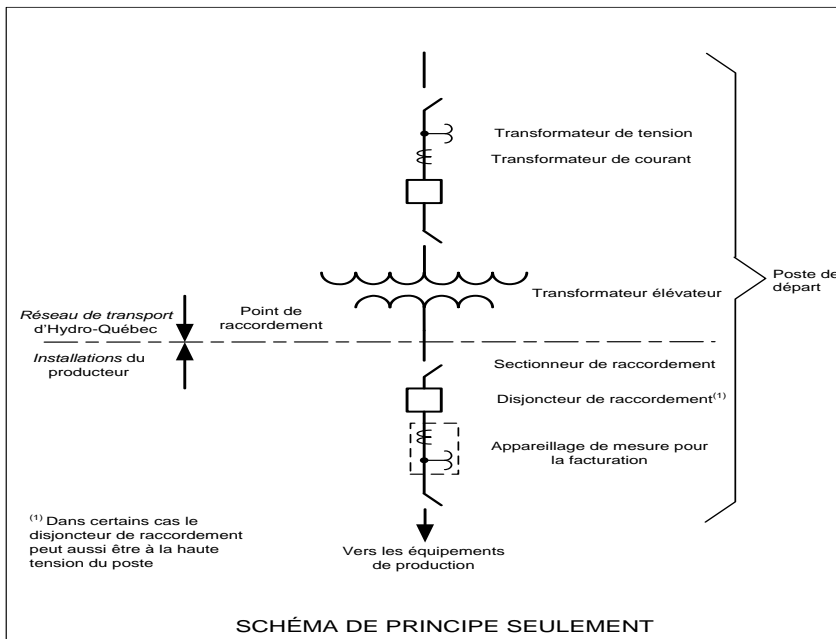 Transformateur de tension
Transformateur de courant
Transformateur élévateur
Poste de
départ
Réseau de transport
d'Hydro-Québec
Point de
raccordement
Installations du
producteur
Sectionneur de raccordement
Disjoncteur de raccordement(1)
Appareillage de mesure pour
la facturation
(1) Dans certains cas le
disjoncteur de raccordement
peut aussi être à la haute
tension du poste
Vers les équipements
de production
SCHÉMA DE PRINCIPE SEULEMENT